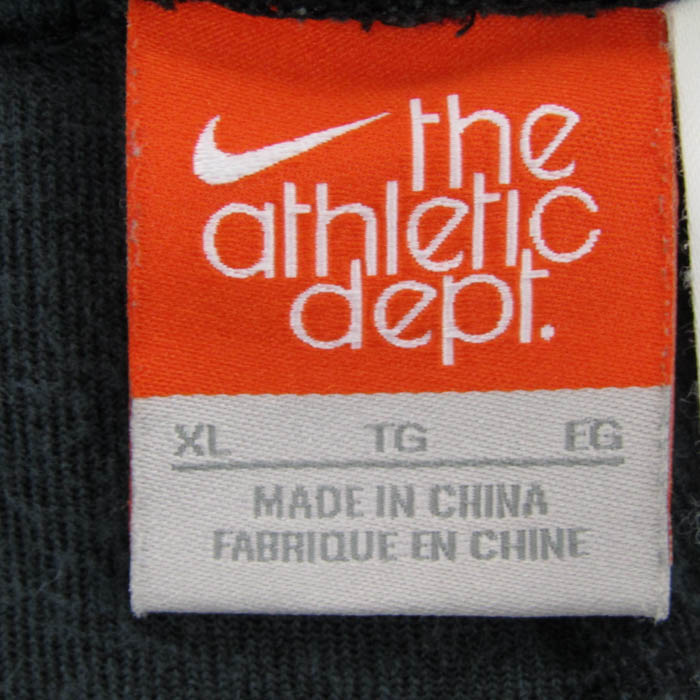 the
athletic
dept.
XL TG EG
MADE IN CHINA
FABRIQUE EN CHINE